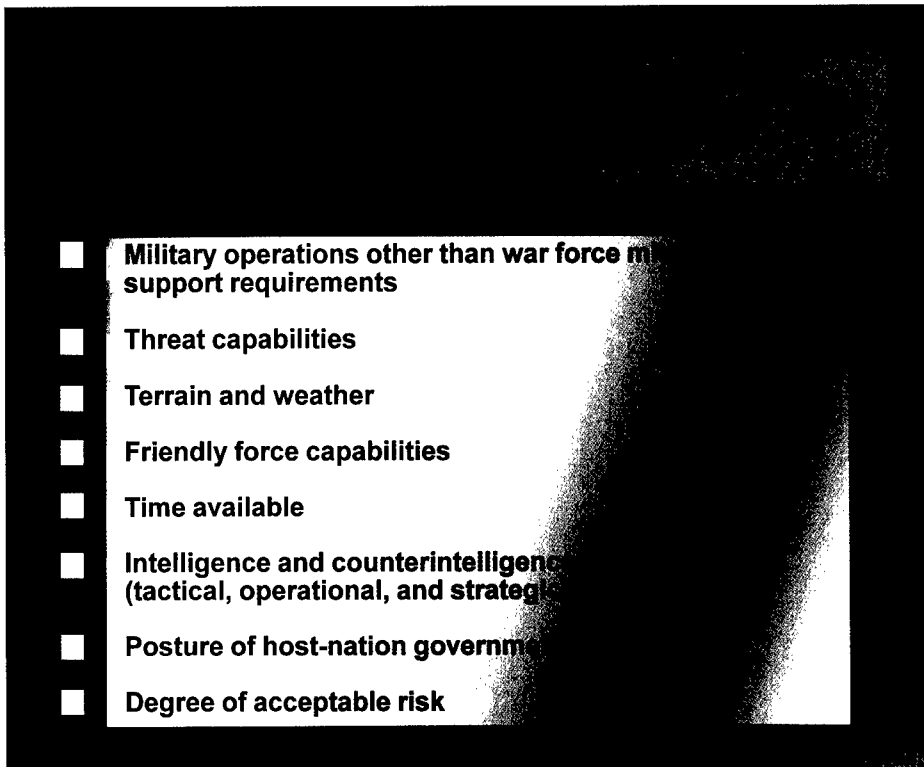 Military operations other than war force
support requirements
Threat capabilities
Terrain and weather
Friendly force capabilities
Time available
Intelligence and counterintelligence
(tactical, operational, and strategic
Posture of host-nation
Degree of acceptable risk